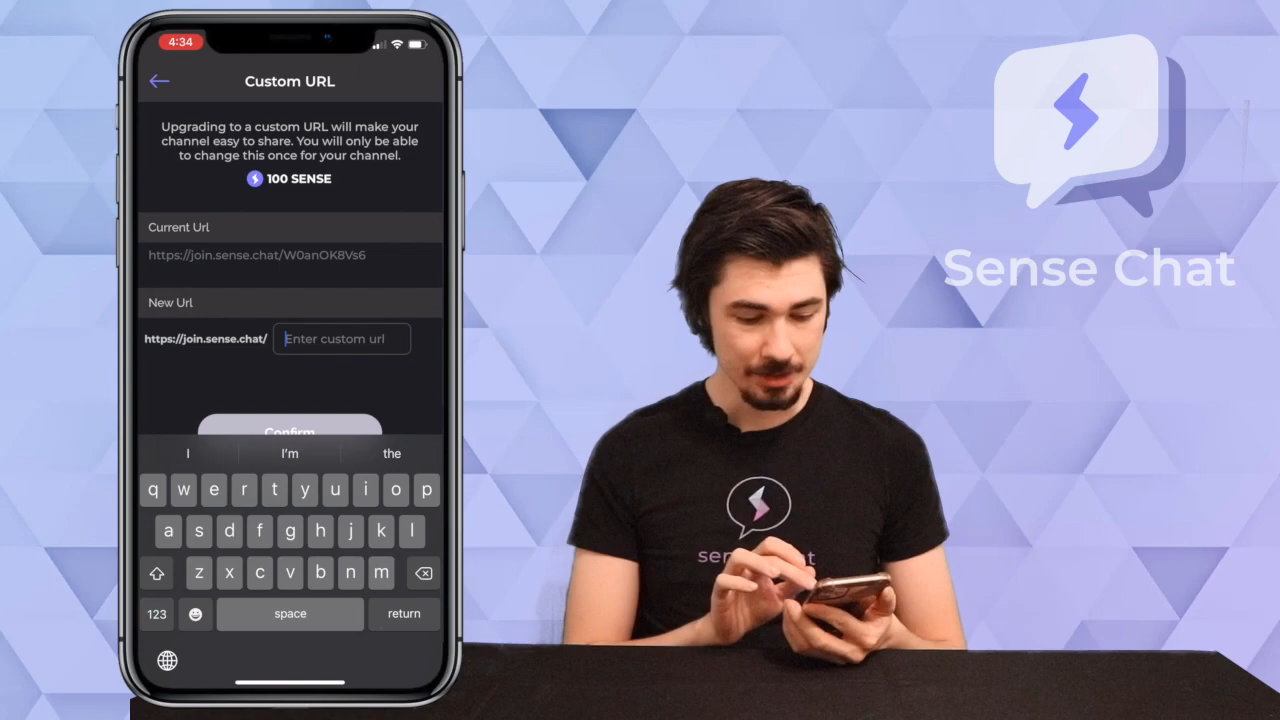 4:34
Custom URL
Upgrading to a custom URL will make your
channel easy to share. You will only be able
to change this once for your channel.
100 SENSE
Current Url
https://join.sense.chat/W0anOK8Vs6
New Url
https://join.sense.chat/ Enter custom url
Confirm
I I'm the
q w e r t y u i o p
a s d f g h j k l
z x c v b n m
123 space return
Sense Chat